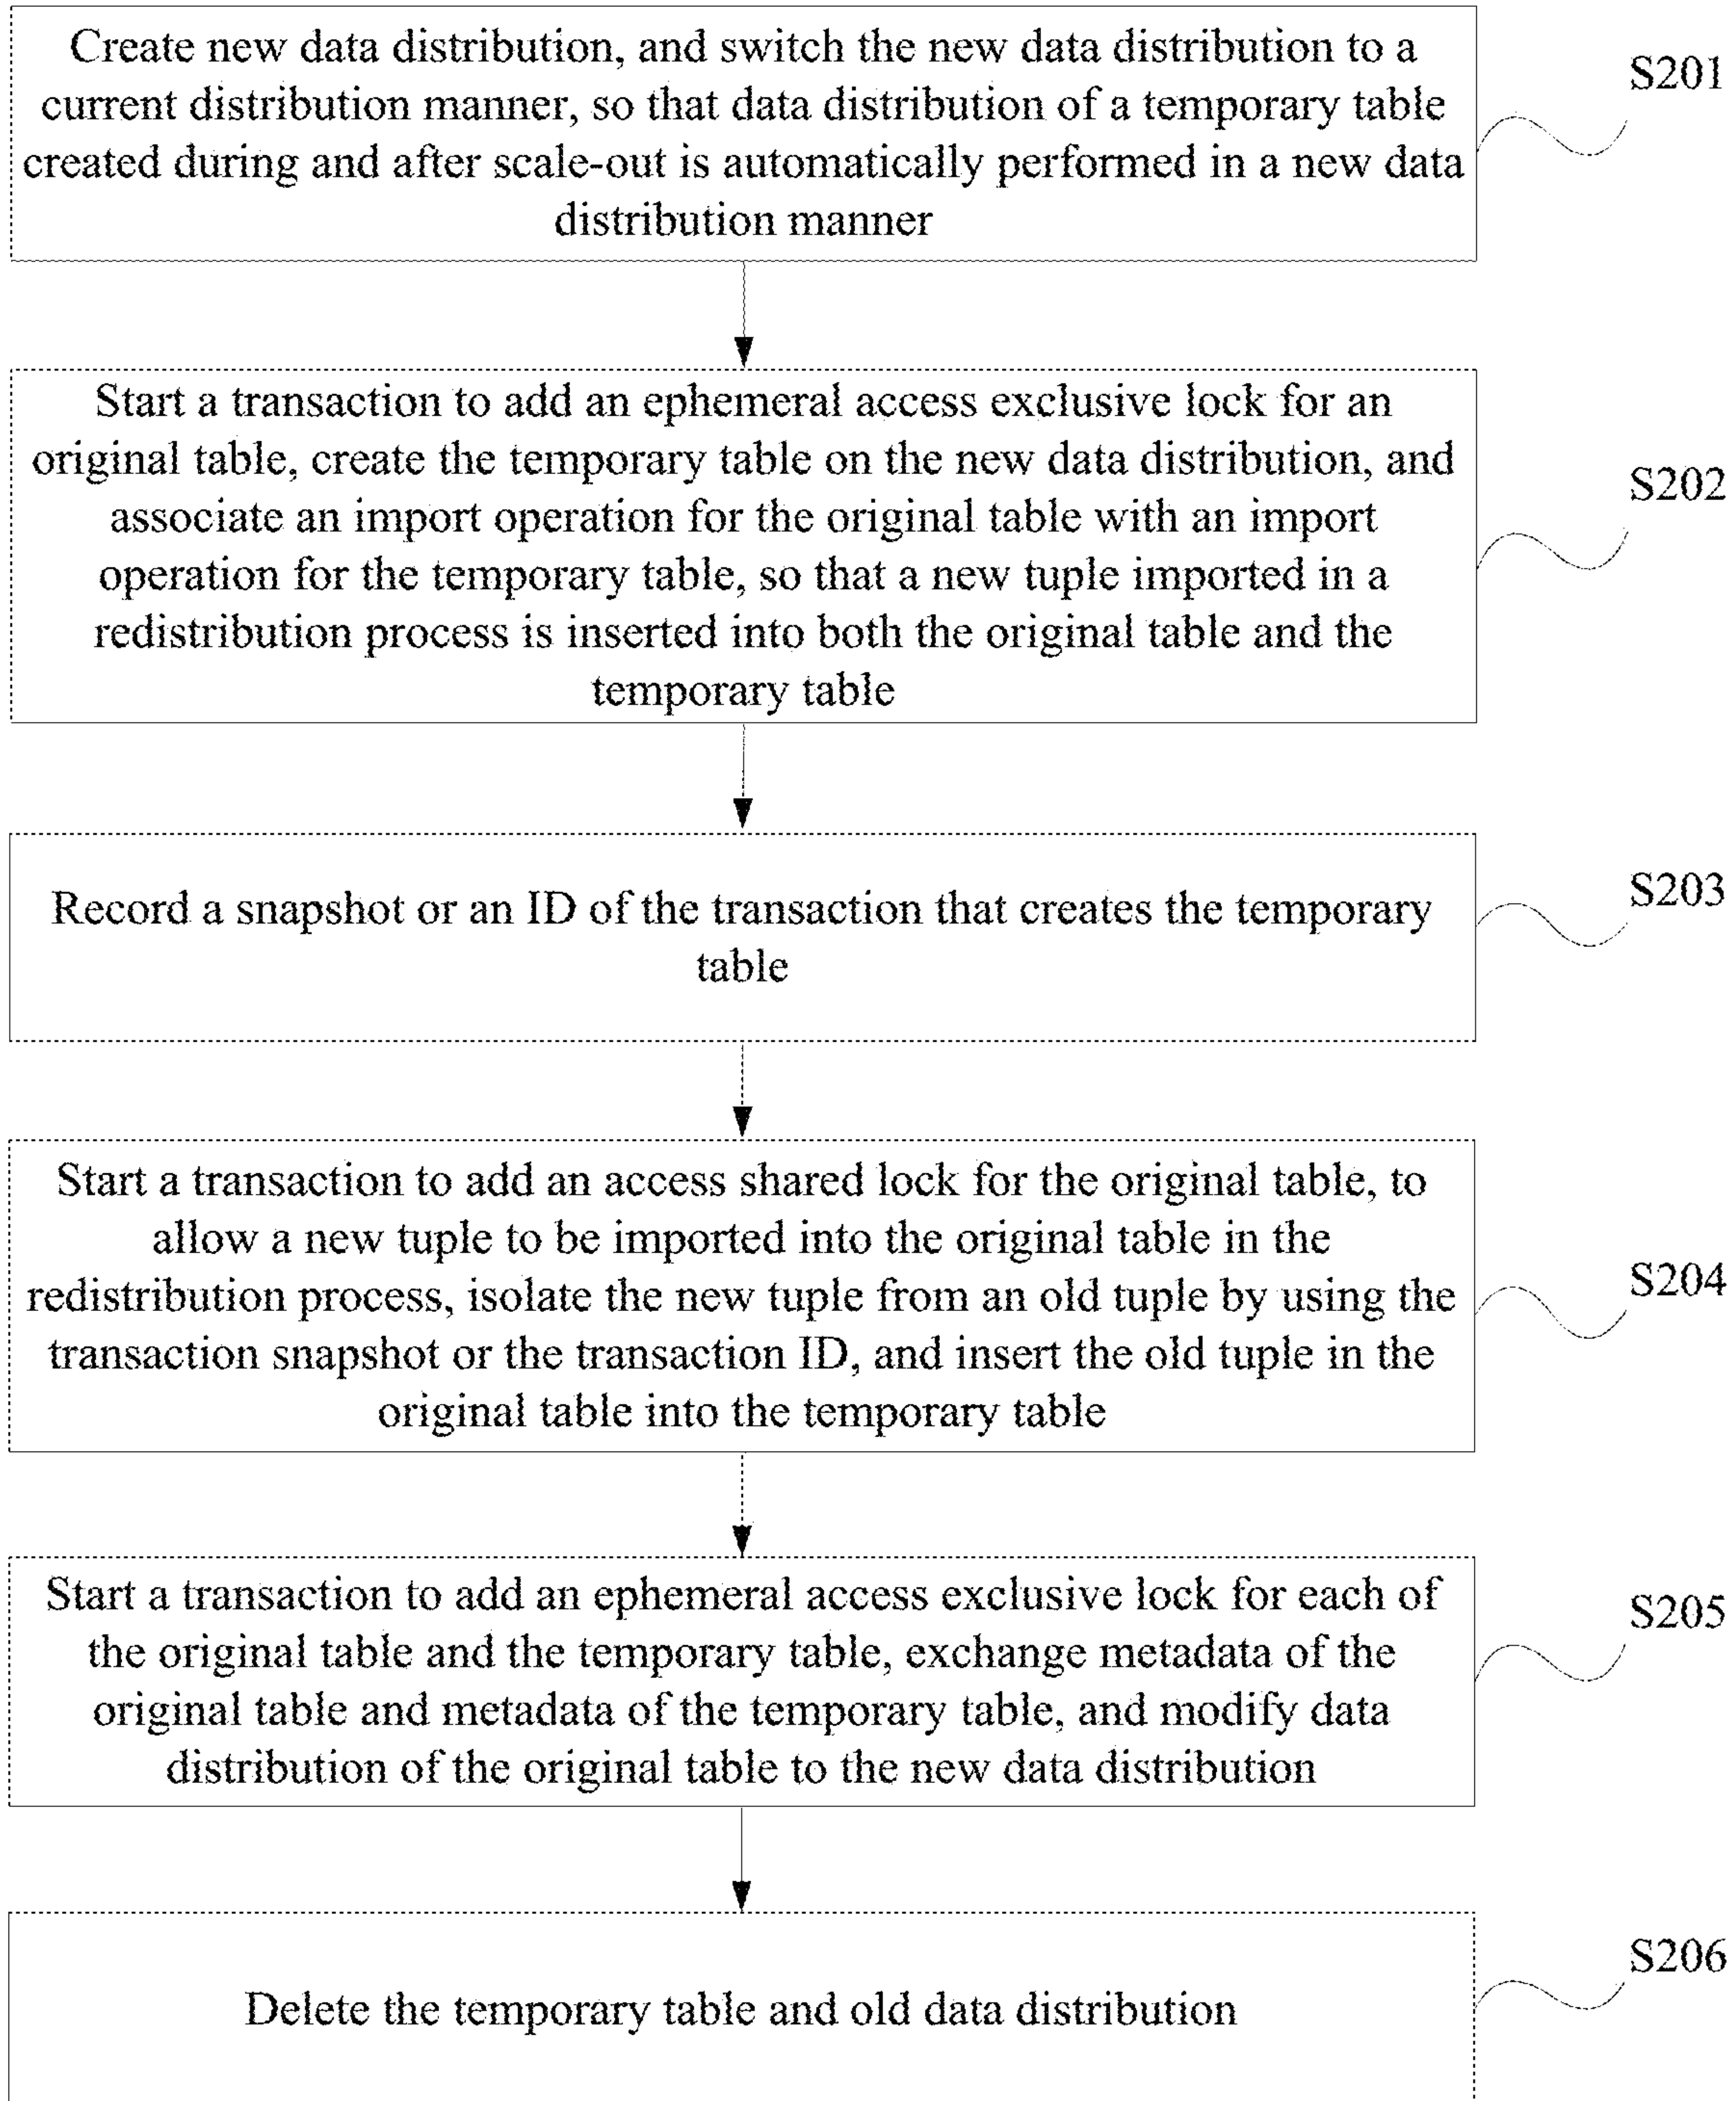 Create new data distribution, and switch the new data distribution to a
current distribution manner, so that data distribution of a temporary table
created during and after scale-out is automatically performed in a new data
distribution manner
S201
Start a transaction to add an ephemeral access exclusive lock for an
original table, create the temporary table on the new data distribution, and
associate an import operation for the original table with an import
operation for the temporary table, so that a new tuple imported in a
redistribution process is inserted into both the original table and the
temporary table
S202
Record a snapshot or an ID of the transaction that creates the temporary
table
S203
Start a transaction to add an access shared lock for the original table, to
allow a new tuple to be imported into the original table in the
redistribution process, isolate the new tuple from an old tuple by using the
transaction snapshot or the transaction ID, and insert the old tuple in the
original table into the temporary table
S204
Start a transaction to add an ephemeral access exclusive lock for each of
the original table and the temporary table, exchange metadata of the
original table and metadata of the temporary table, and modify data
distribution of the original table to the new data distribution
S205
Delete the temporary table and old data distribution
S206